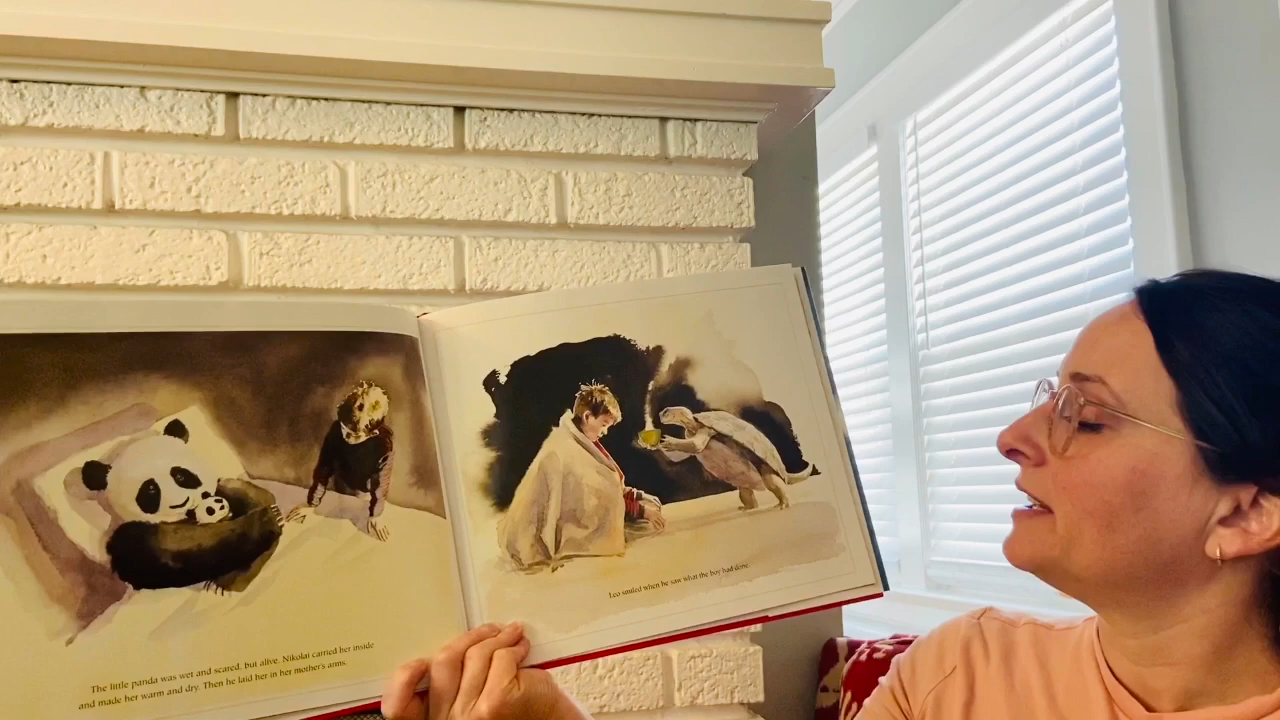 The little panda was wet and scared, but alive. Nikolai carried her inside
and made her warm and dry. Then he laid her in her mother's arms.
Leo smiled when he saw what the boy had done.